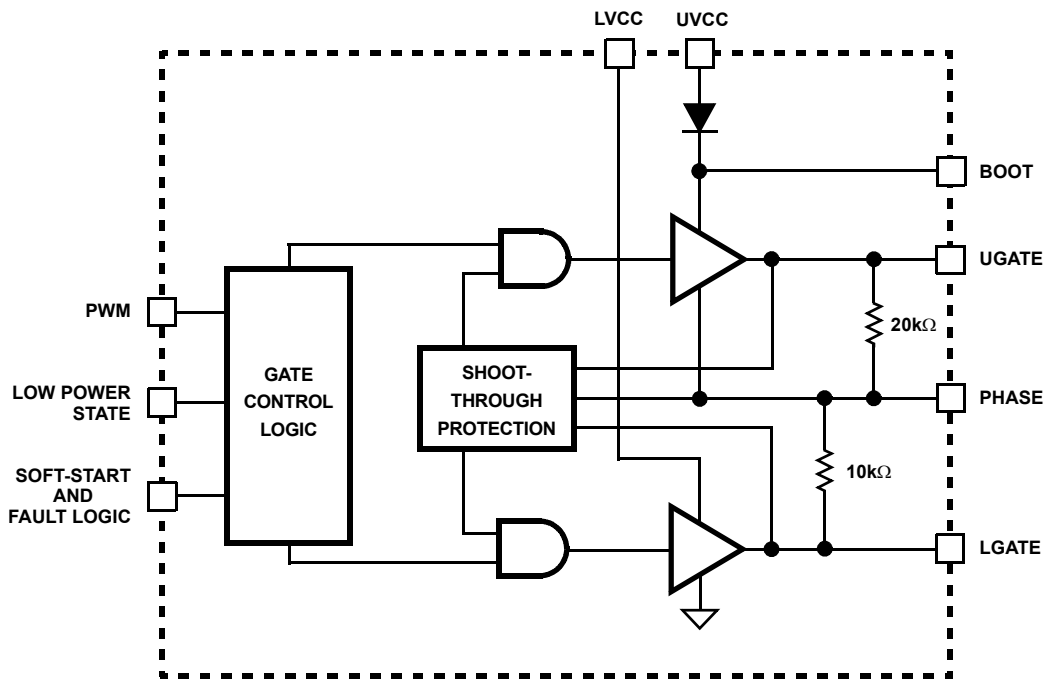 LVCC
UVCC
BOOT
UGATE
PWM
20kΩ
LOW POWER
STATE
GATE
CONTROL
LOGIC
SHOOT-
THROUGH
PROTECTION
PHASE
SOFT-START
AND
FAULT LOGIC
10kΩ
LGATE